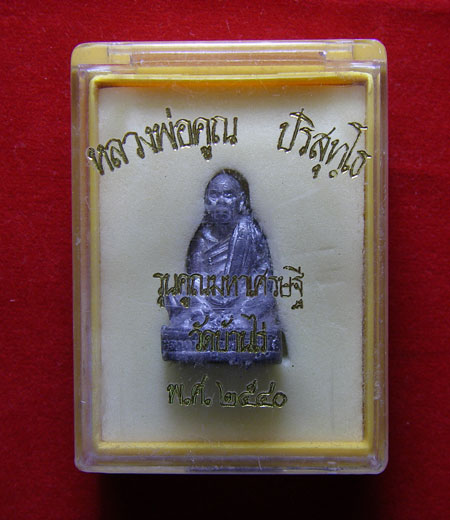 หลวงพ่อคูณ ปริสุทฺโธ
รุ่นคูณมหาเศรษฐี
วัดบ้านไร่
พ.ศ. ๒๕๔๐